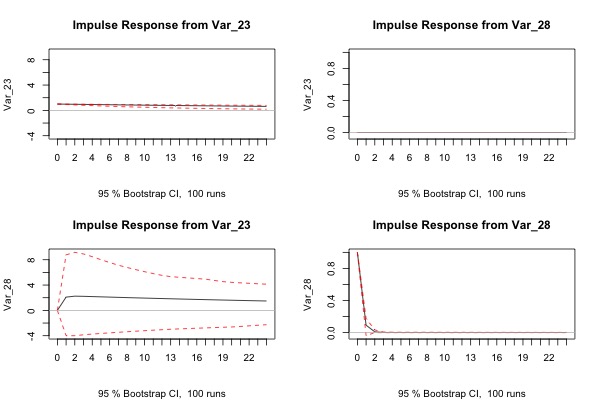 Impulse Response from Var_23
Var_23
8
4
0
-4
0 2 4 6 8 10 13 16 19 22
95 % Bootstrap CI, 100 runs
Impulse Response from Var_28
Var_23
0.8
0.4
0.0
0 2 4 6 8 10 13 16 19 22
95 % Bootstrap CI, 100 runs
Impulse Response from Var_23
Var_28
8
4
0
-4
0 2 4 6 8 10 13 16 19 22
95 % Bootstrap CI, 100 runs
Impulse Response from Var_28
Var_28
0.8
0.4
0.0
0 2 4 6 8 10 13 16 19 22
95 % Bootstrap CI, 100 runs